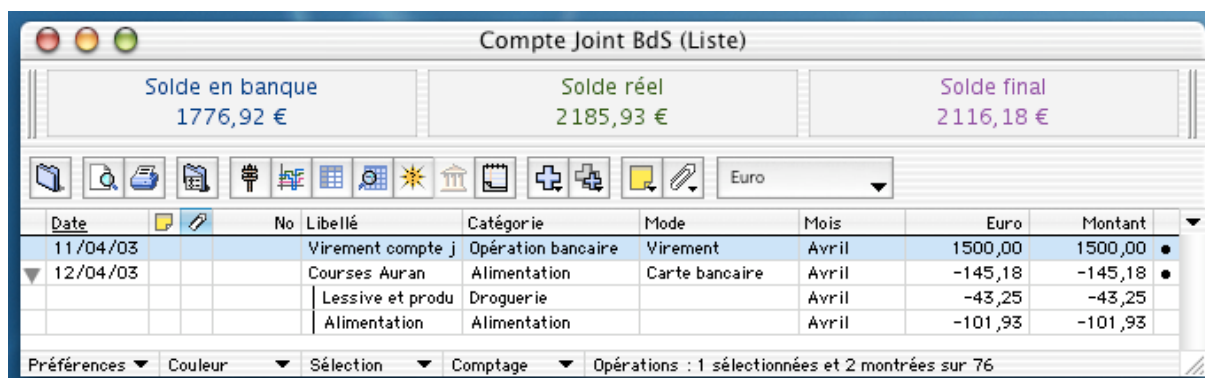 Compte Joint BdS (Liste)
Solde en banque Solde réel Solde final
1776,92 € 2185,93 € 2116,18 €
Euro
Date No Libellé Catégorie Mode Mois Euro Montant
11/04/03 Virement compte j Opération bancaire Virement Avril 1500,00 1500,00
12/04/03 Courses Auran Alimentation Carte bancaire Avril -145,18 -145,18
Lessive et produ Droguerie Avril -43,25 -43,25
Alimentation Alimentation Avril -101,93 -101,93
Préférences Couleur Sélection Comptage Opérations : 1 sélectionnées et 2 montrées sur 76